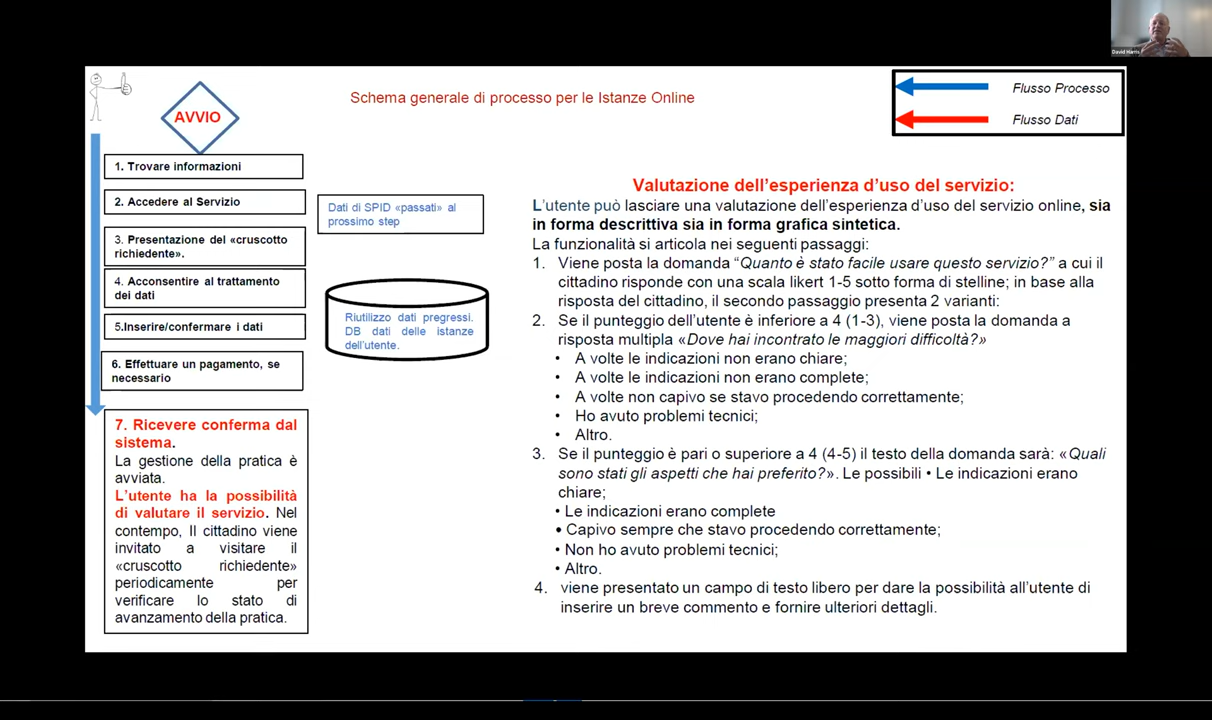 David Harris
Schema generale di processo per le Istanze Online
Flusso Processo
Flusso Dati
AVVIO
1. Trovare informazioni
2. Accedere al Servizio
3. Presentazione del «cruscotto
richiedente».
4. Acconsentire al trattamento
dei dati
5.Inserire/confermare i dati
6. Effettuare un pagamento, se
necessario
7. Ricevere conferma dal
sistema.
La gestione della pratica è
avviata.
L'utente ha la possibilità
di valutare il servizio. Nel
contempo, Il cittadino viene
invitato a visitare il
«cruscotto richiedente»
periodicamente per
verificare lo stato di
avanzamento della pratica.
Dati di SPID «passati» al
prossimo step
Riutilizzo dati pregressi.
DB dati delle istanze
dell'utente.
Valutazione dell'esperienza d'uso del servizio:
L'utente può lasciare una valutazione dell'esperienza d'uso del servizio online, sia
in forma descrittiva sia in forma grafica sintetica.
La funzionalità si articola nei seguenti passaggi:
1. Viene posta la domanda "Quanto è stato facile usare questo servizio?" a cui il
cittadino risponde con una scala likert 1-5 sotto forma di stelline; in base alla
risposta del cittadino, il secondo passaggio presenta 2 varianti:
2. Se il punteggio dell'utente è inferiore a 4 (1-3), viene posta la domanda a
risposta multipla «Dove hai incontrato le maggiori difficoltà?»
• A volte le indicazioni non erano chiare;
• A volte le indicazioni non erano complete;
• A volte non capivo se stavo procedendo correttamente;
• Ho avuto problemi tecnici;
• Altro.
3. Se il punteggio è pari o superiore a 4 (4-5) il testo della domanda sarà: «Quali
sono stati gli aspetti che hai preferito?». Le possibili • Le indicazioni erano
chiare;
• Le indicazioni erano complete
• Capivo sempre che stavo procedendo correttamente;
• Non ho avuto problemi tecnici;
• Altro.
4. viene presentato un campo di testo libero per dare la possibilità all'utente di
inserire un breve commento e fornire ulteriori dettagli.